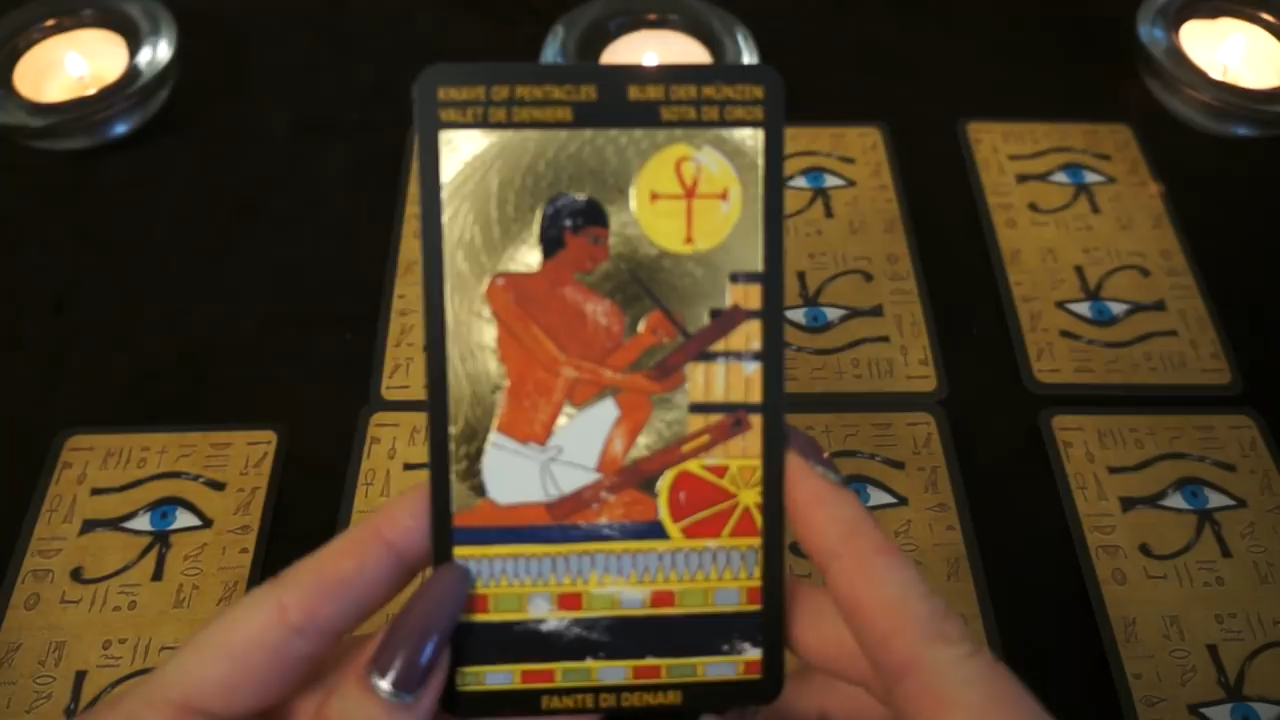 KNAVE OF PENTACLES BUBE DER MÜNZEN
VALET DE DENIERS SOTA DE OROS
FANTE DI DENARI